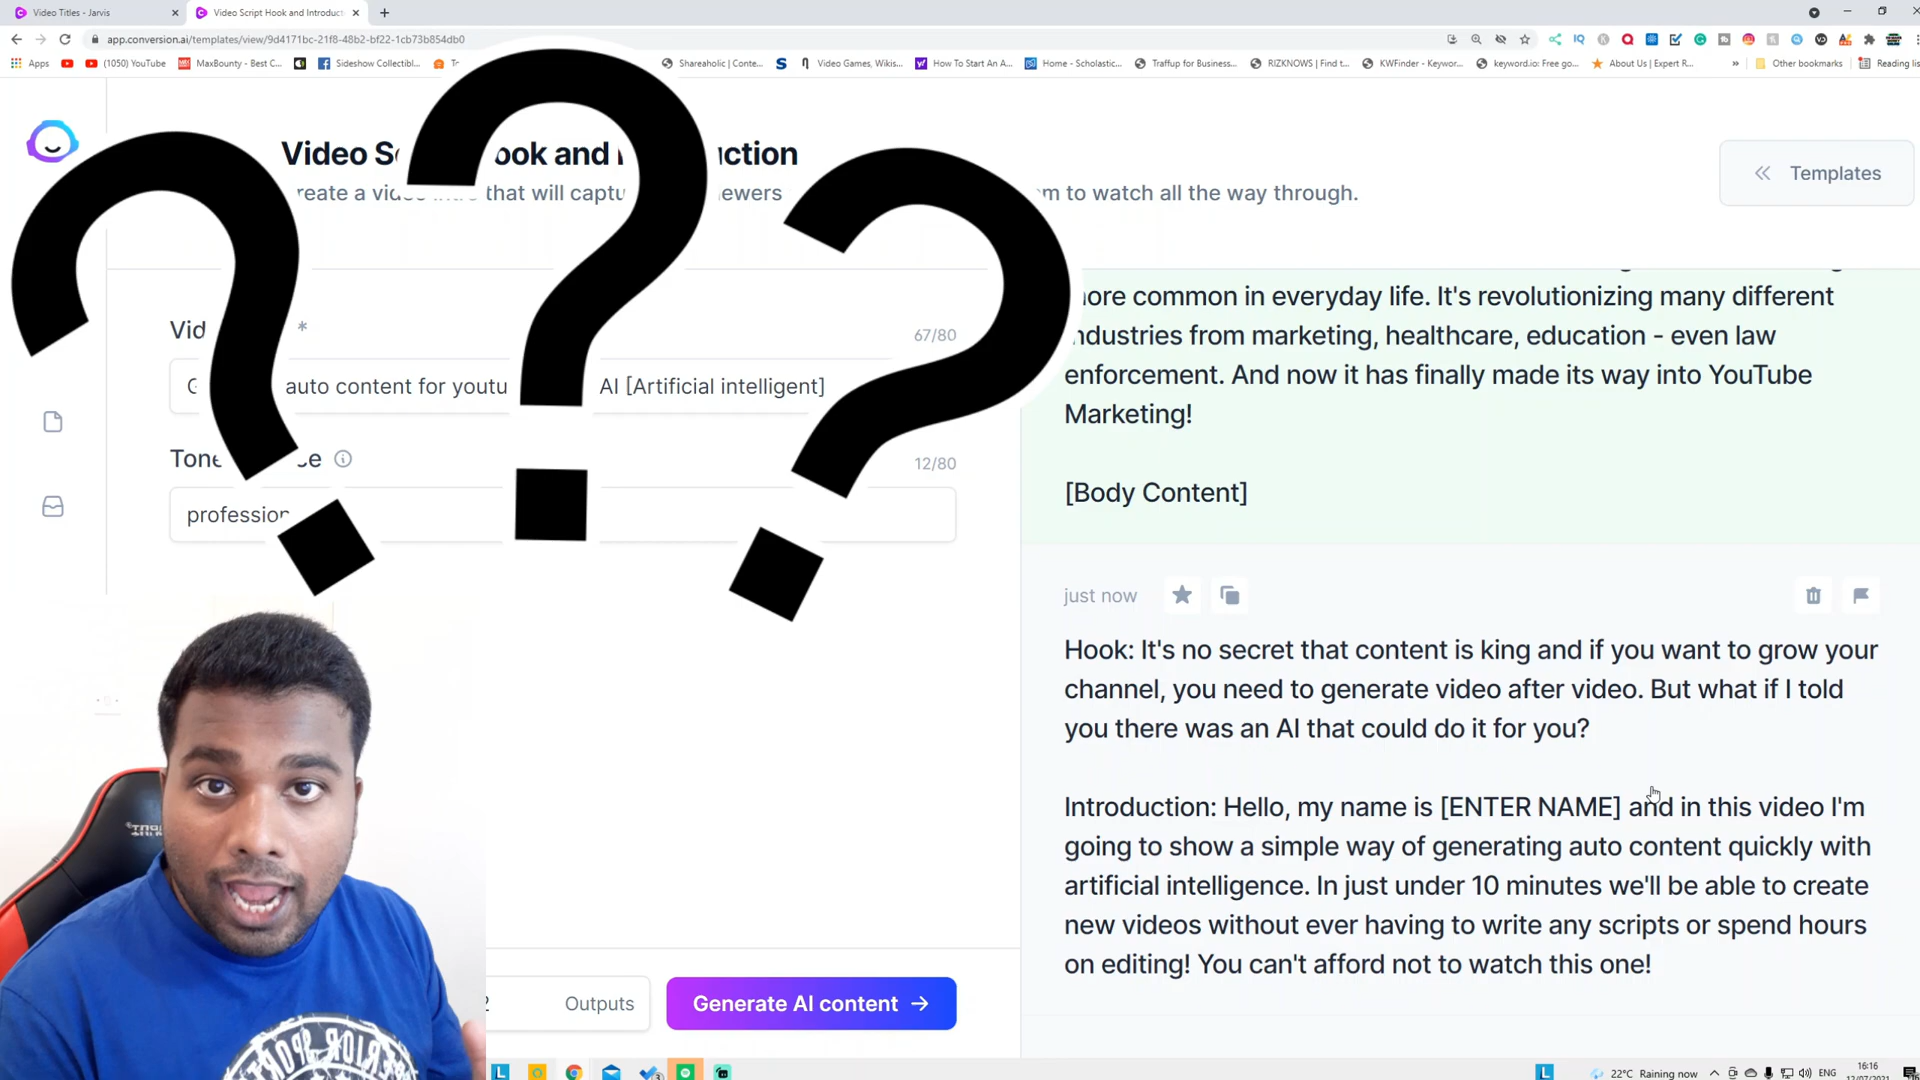 Video Titles - Jarvis
Video Script Hook and Introduct
app.conversion.ai/templates/view/9d4171bc-21f8-48b2-bf22-1cb73b854db0
Apps
(1050) YouTube
MaxBounty - Best C...
Sideshow Collectibl...
Shareaholic | Conte...
Video Games, Wikis...
How To Start An A...
Home - Scholastic...
Traffup for Business...
RIZKNOWS | Find t...
KWFinder - Keywor...
keyword.io: Free go...
About Us | Expert R...
Other bookmarks
Reading list
Video Sc ook and I uction
reate a vide intro that will captu ewers m to watch all the way through.
Templates
Vid *
67/80
G auto content for youtu AI [Artificial intelligent]
Tone ce
12/80
profession
more common in everyday life. It's revolutionizing many different
industries from marketing, healthcare, education - even law
enforcement. And now it has finally made its way into YouTube
Marketing!
[Body Content]
just now
Hook: It's no secret that content is king and if you want to grow your
channel, you need to generate video after video. But what if I told
you there was an AI that could do it for you?
Introduction: Hello, my name is [ENTER NAME] and in this video I'm
going to show a simple way of generating auto content quickly with
artificial intelligence. In just under 10 minutes we'll be able to create
new videos without ever having to write any scripts or spend hours
on editing! You can't afford not to watch this one!
2 Outputs
Generate AI content →
???
22°C Raining now
ENG
16:16
12/07/2021